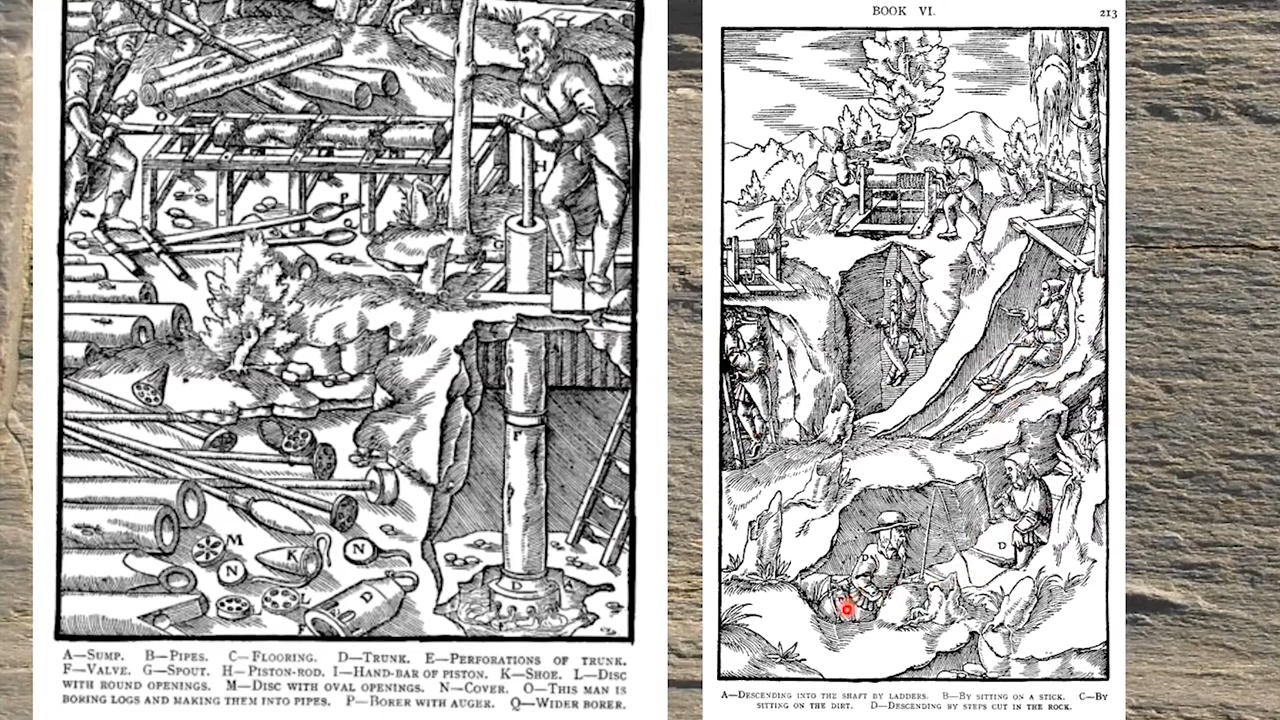 A—SUMP. B—PIPES. C—FLOORING. D—TRUNK. E—PERFORATIONS OF TRUNK.
F—VALVE. G—SPOUT. H—PISTON-ROD. I—HAND-BAR OF PISTON. K—SHOE. L—DISC
WITH ROUND OPENINGS. M—DISC WITH OVAL OPENINGS. N—COVER. O—THIS MAN IS
BORING LOGS AND MAKING THEM INTO PIPES. P—BORER WITH AUGER. Q—WIDER BORER.
O
H
P
F
M
N
K
N
L
D
D
A
BOOK VI.
213
B
C
D
D
A—DESCENDING INTO THE SHAFT BY LADDERS. B—BY SITTING ON A STICK. C—BY
SITTING ON THE DIRT. D—DESCENDING BY STEPS CUT IN THE ROCK.